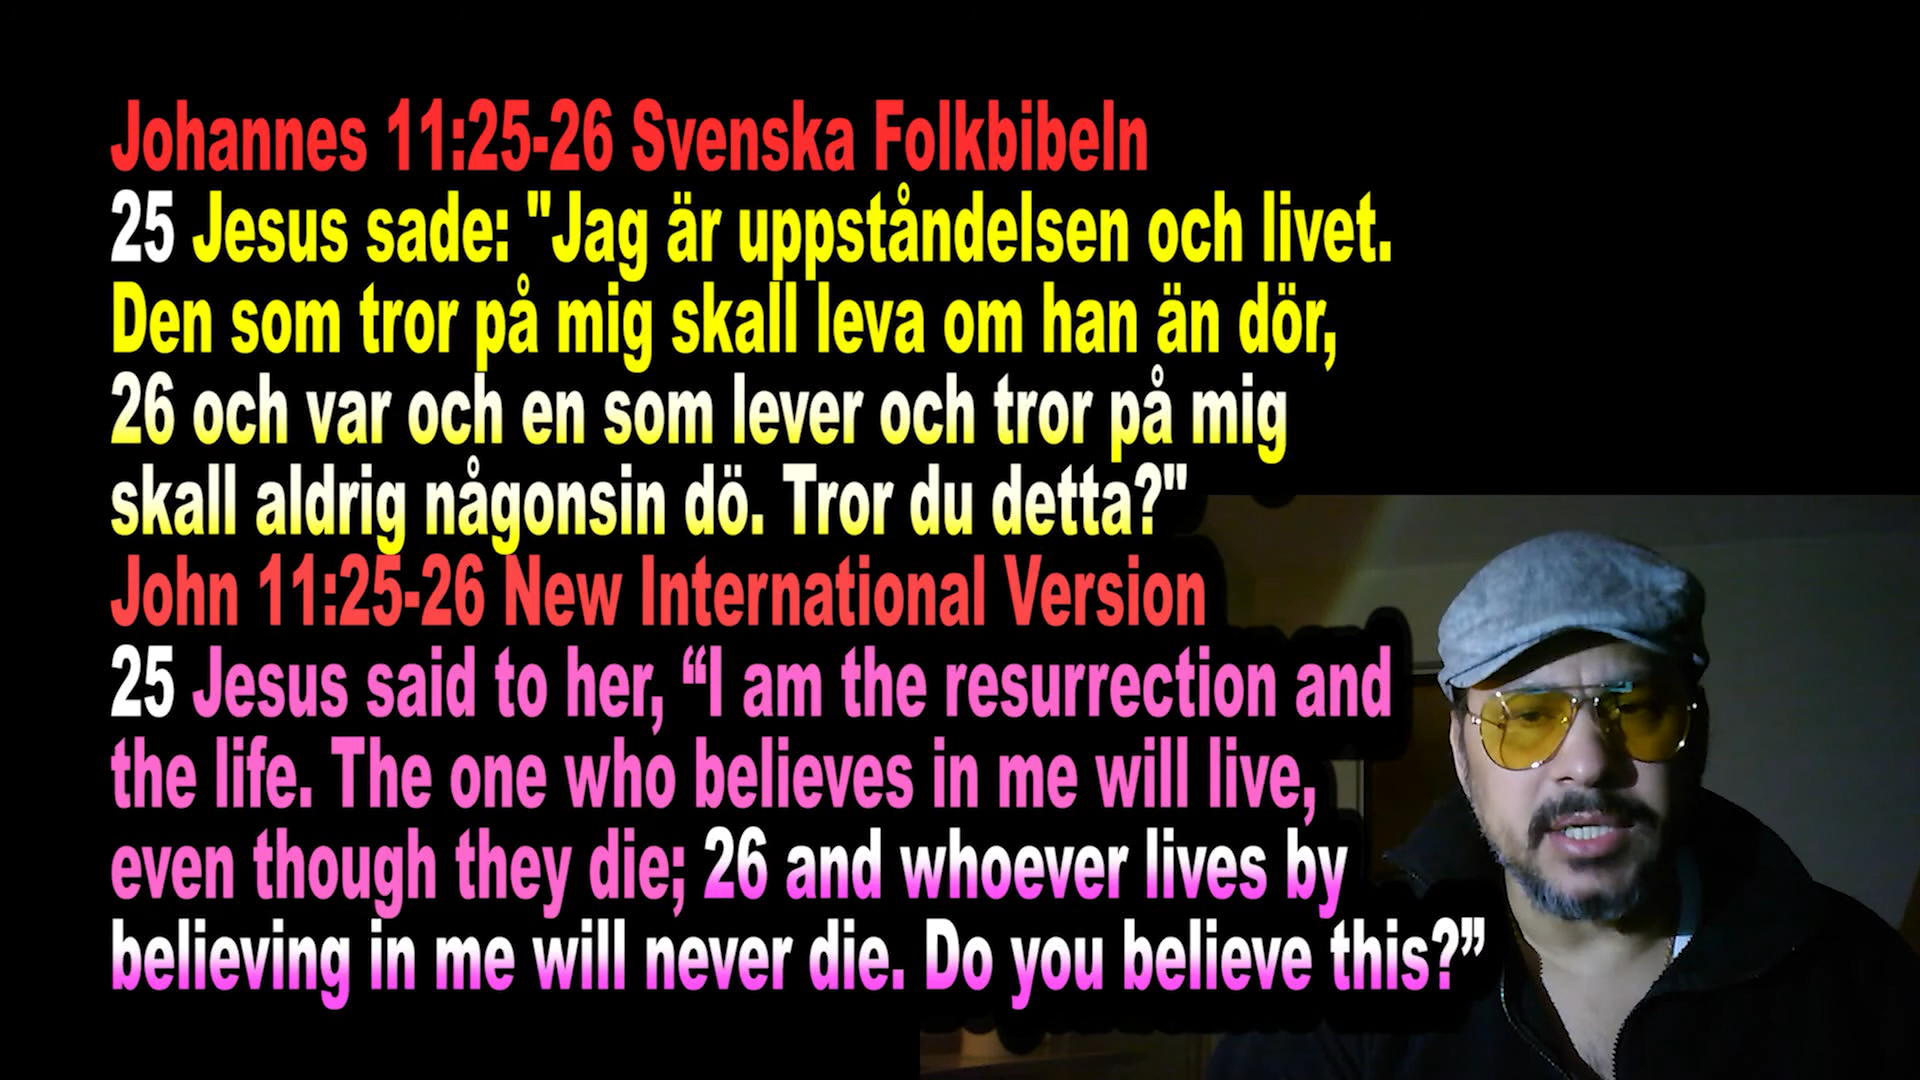 Johannes 11:25-26 Svenska Folkbibeln
25 Jesus sade: "Jag är uppståndelsen och livet.
Den som tror på mig skall leva om han än dör,
26 och var och en som lever och tror på mig
skall aldrig någonsin dö. Tror du detta?"
John 11:25-26 New International Version
25 Jesus said to her, “I am the resurrection and
the life. The one who believes in me will live,
even though they die; 26 and whoever lives by
believing in me will never die. Do you believe this?”